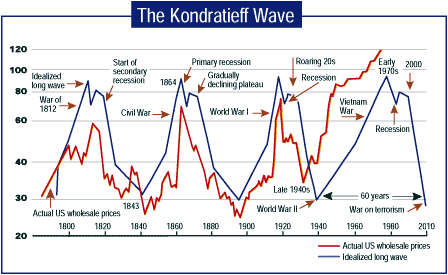 The Kondratieff Wave
120
100
80
60
40
30
20
Idealized
long wave
War of
1812
Start of
secondary
recession
Actual US wholesale prices
1843
Civil War
1864
Primary recession
Gradually
declining plateau
World War I
Roaring 20s
Recession
Late 1940s
World War II
Vietnam
War
Early
1970s
2000
Recession
60 years
War on terrorism
1800
1820
1840
1860
1880
1900
1920
1940
1960
1980
2010
Actual US wholesale prices
Idealized long wave